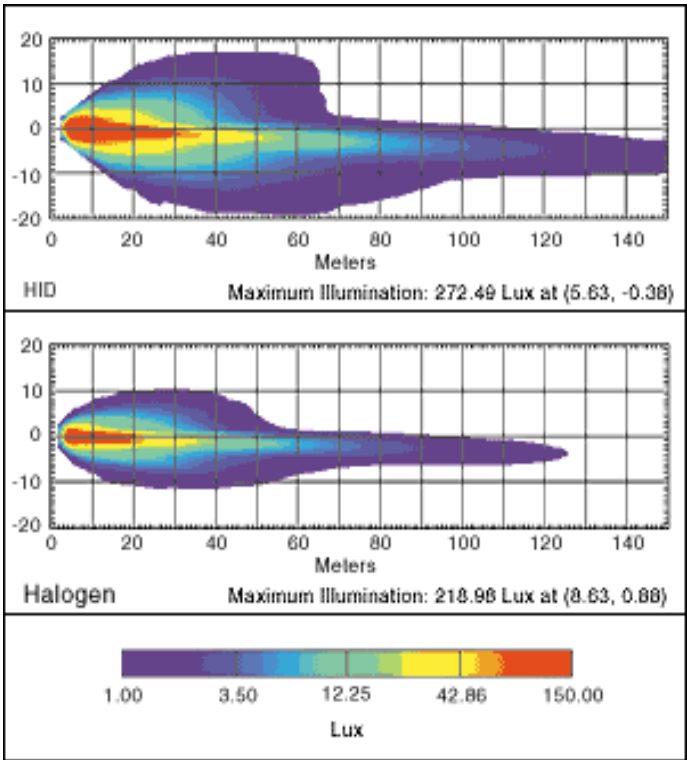 20
10
0
-10
-20
0 20 40 60 80 100 120 140
Meters
HID Maximum Illumination: 272.49 Lux at (5.63, -0.38)
20
10
0
-10
-20
0 20 40 60 80 100 120 140
Meters
Halogen Maximum Illumination: 218.98 Lux at (8.63, 0.88)
1.00 3.50 12.25 42.86 150.00
Lux